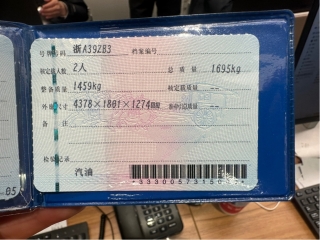 号牌号码 浙A39ZB3 档案编号
核定载人数 2人 总质量 1695kg
整备质量 1459kg 核定载质量 --
外廓尺寸 4378×1801×1274mm 准牵引总质量 --
备注
检验记录
汽油
05